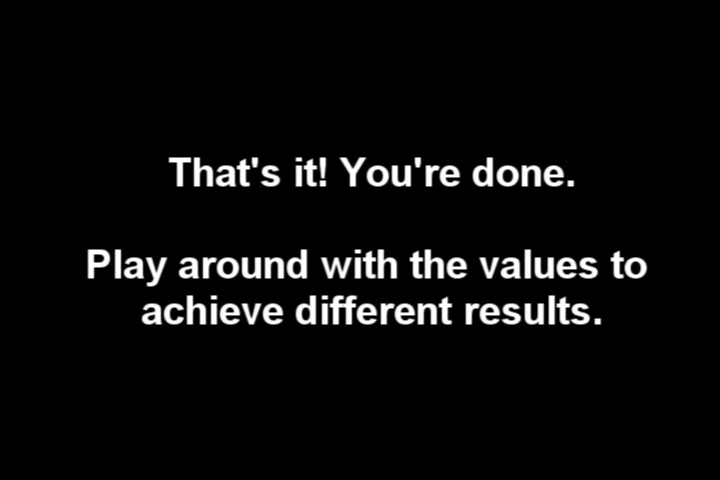 That's it! You're done.
Play around with the values to
achieve different results.